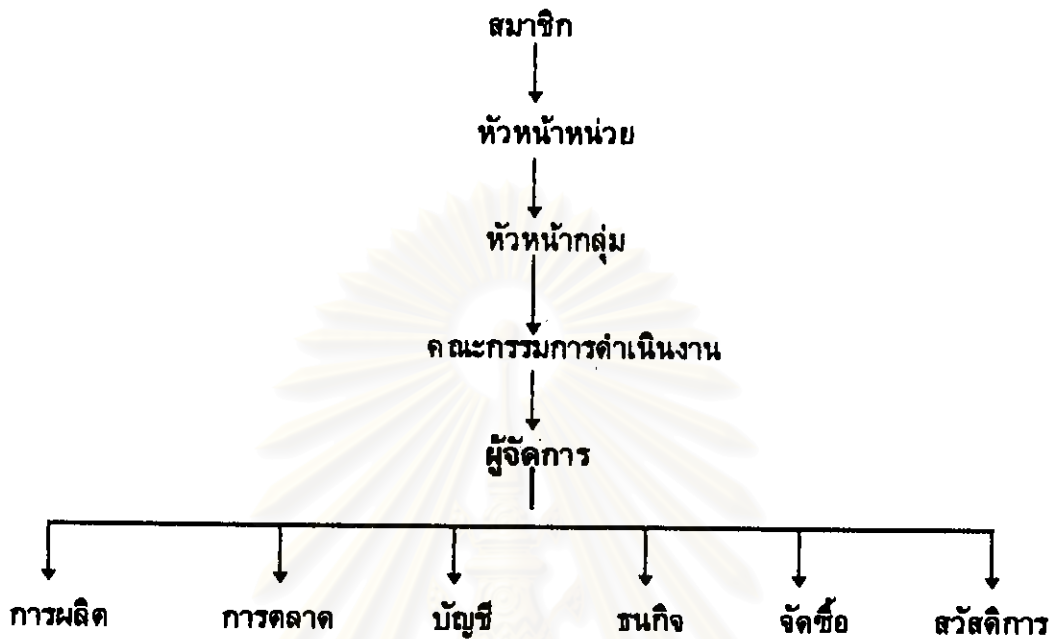 สมาชิก
หัวหน้าหน่วย
หัวหน้ากลุ่ม
คณะกรรมการดำเนินงาน
ผู้จัดการ
การผลิต การตลาด บัญชี ธนกิจ จัดซื้อ สวัสดิการ